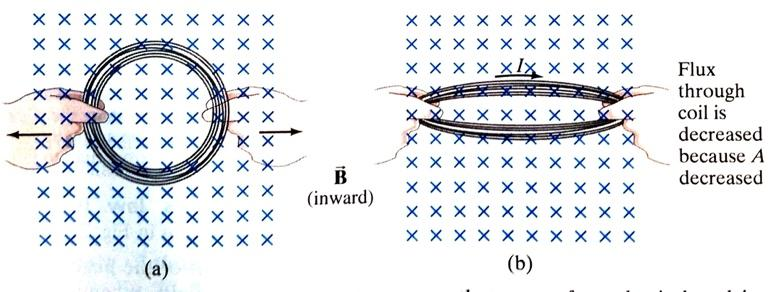 B⃗
(inward)
(a)
I
Flux
through
coil is
decreased
because A
decreased
(b)